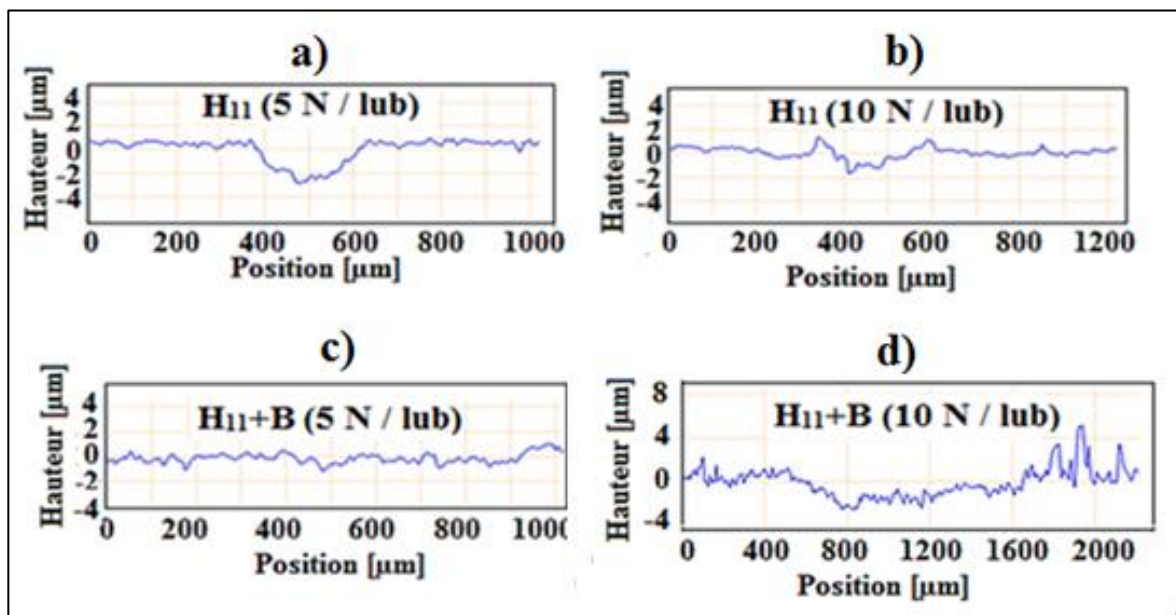 a)
H11 (5 N / lub)
Hauteur [µm]
4
2
0
-2
-4
0 200 400 600 800 1000
Position [µm]
b)
H11 (10 N / lub)
Hauteur [µm]
4
2
0
-2
-4
0 200 400 600 800 1200
Position [µm]
c)
H11+B (5 N / lub)
Hauteur [µm]
4
2
0
-2
-4
0 200 400 600 800 1000
Position [µm]
d)
H11+B (10 N / lub)
Hauteur [µm]
8
4
0
-4
0 400 800 1200 1600 2000
Position [µm]